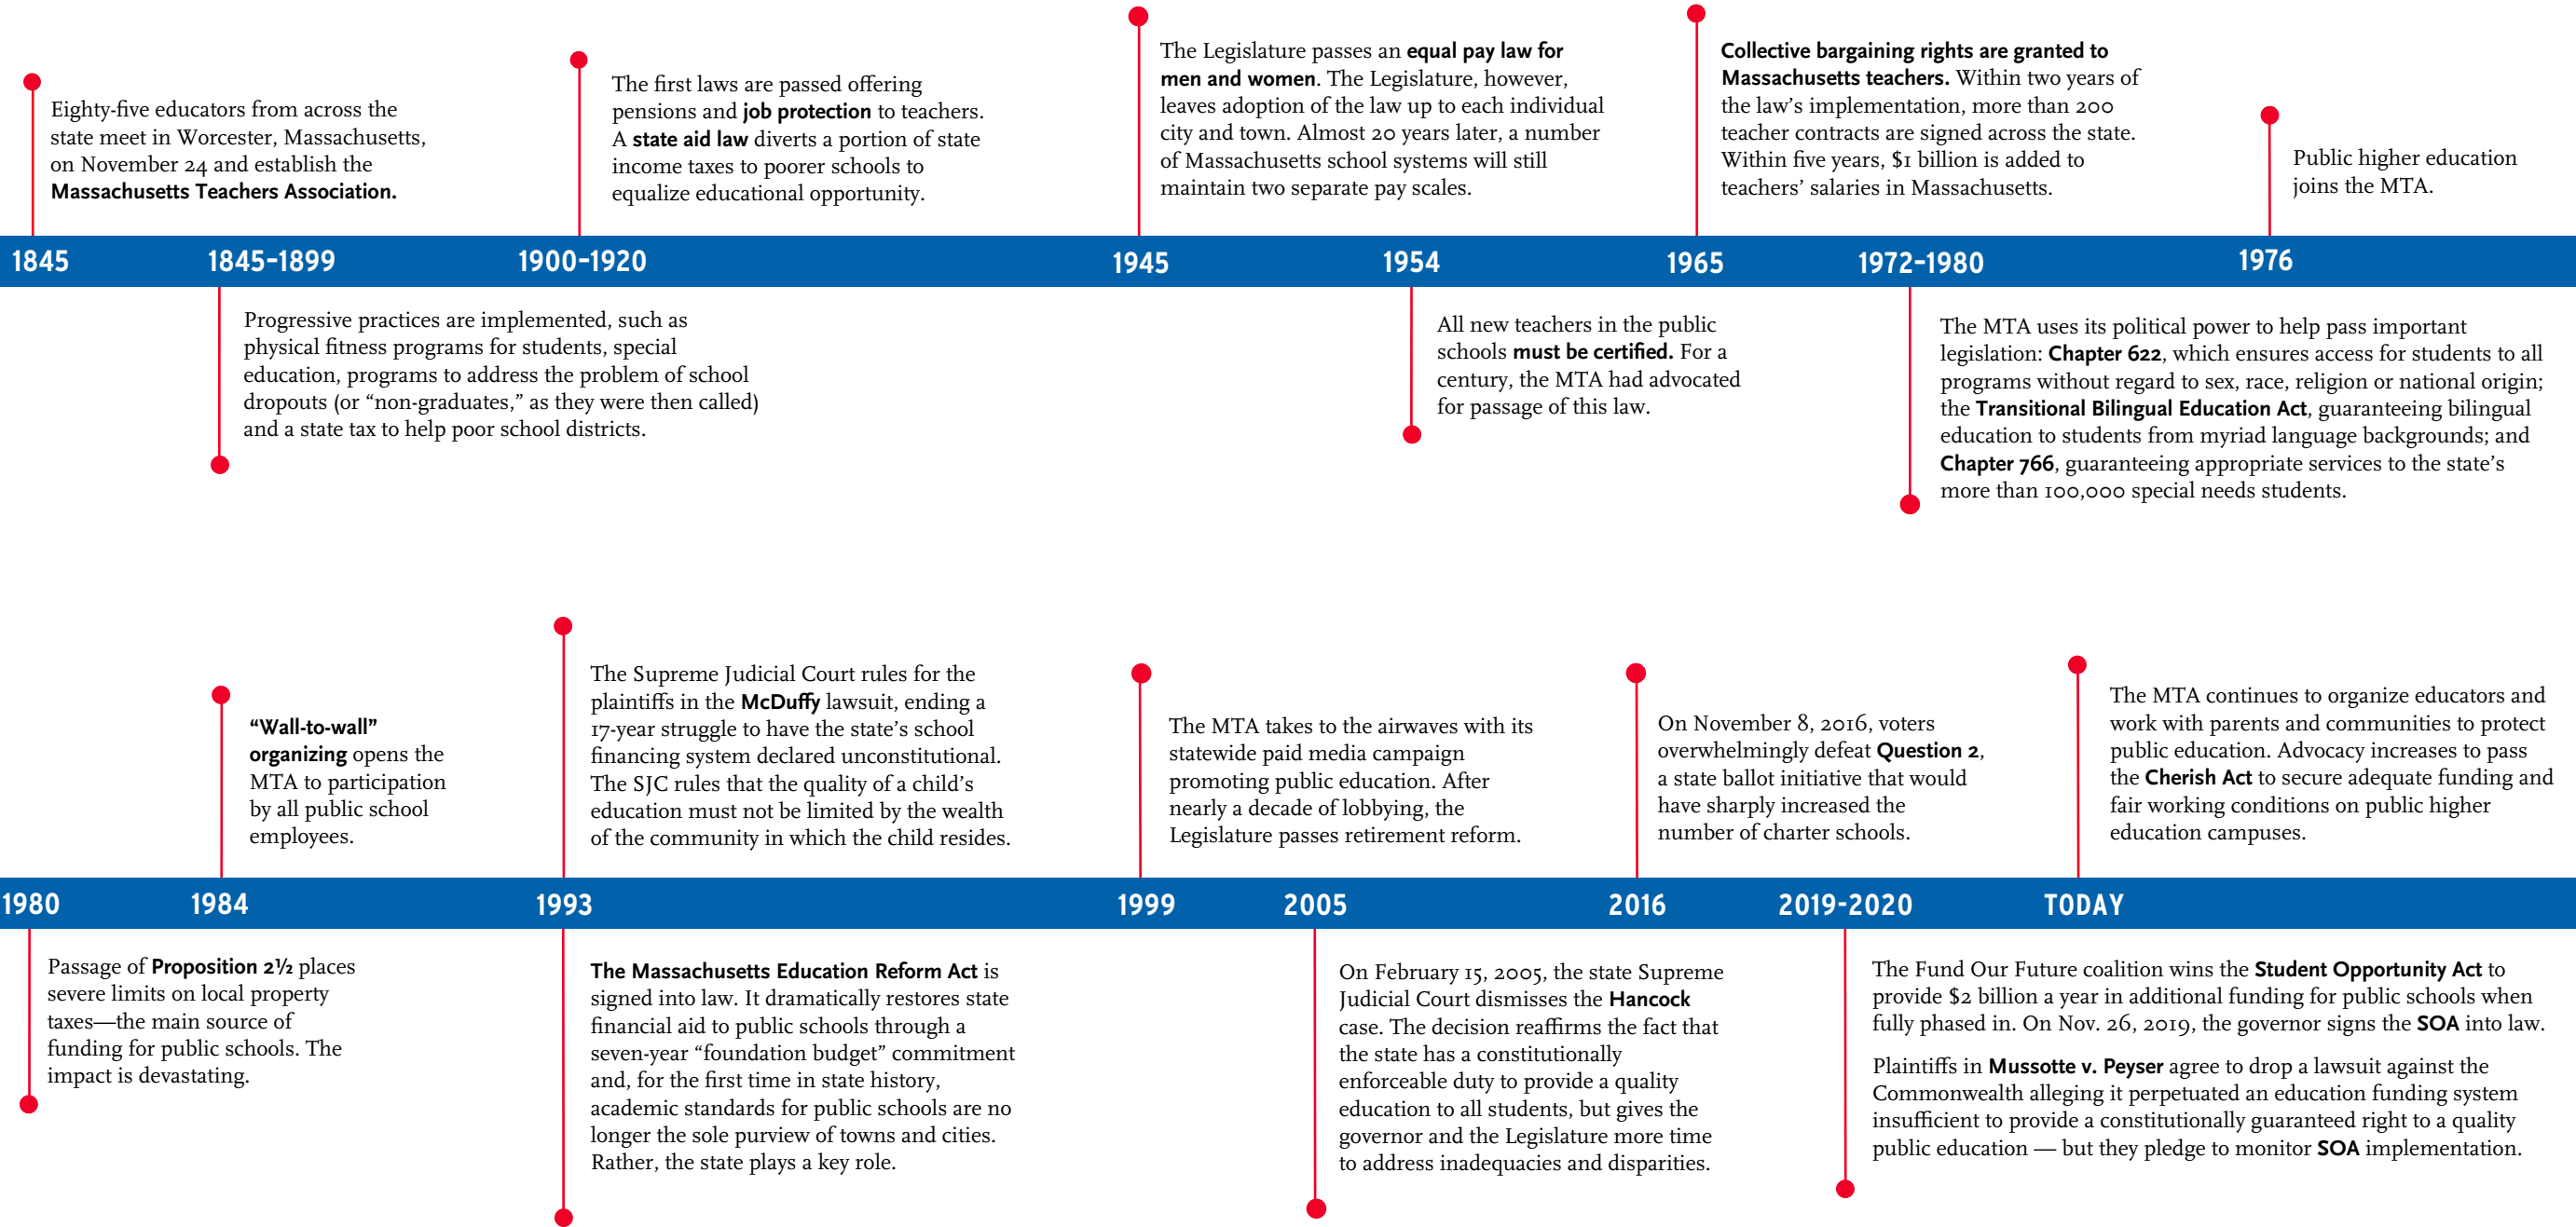 Eighty-five educators from across the
state meet in Worcester, Massachusetts,
on November 24 and establish the
Massachusetts Teachers Association.
The first laws are passed offering
pensions and job protection to teachers.
A state aid law diverts a portion of state
income taxes to poorer schools to
equalize educational opportunity.
The Legislature passes an equal pay law for
men and women. The Legislature, however,
leaves adoption of the law up to each individual
city and town. Almost 20 years later, a number
of Massachusetts school systems will still
maintain two separate pay scales.
Collective bargaining rights are granted to
Massachusetts teachers. Within two years of
the law’s implementation, more than 200
teacher contracts are signed across the state.
Within five years, $1 billion is added to
teachers’ salaries in Massachusetts.
Public higher education
joins the MTA.
1845 1845-1899 1900-1920 1945 1954 1965 1972-1980 1976
Progressive practices are implemented, such as
physical fitness programs for students, special
education, programs to address the problem of school
dropouts (or “non-graduates,” as they were then called)
and a state tax to help poor school districts.
All new teachers in the public
schools must be certified. For a
century, the MTA had advocated
for passage of this law.
The MTA uses its political power to help pass important
legislation: Chapter 622, which ensures access for students to all
programs without regard to sex, race, religion or national origin;
the Transitional Bilingual Education Act, guaranteeing bilingual
education to students from myriad language backgrounds; and
Chapter 766, guaranteeing appropriate services to the state’s
more than 100,000 special needs students.
“Wall-to-wall”
organizing opens the
MTA to participation
by all public school
employees.
The Supreme Judicial Court rules for the
plaintiffs in the McDuffy lawsuit, ending a
17-year struggle to have the state’s school
financing system declared unconstitutional.
The SJC rules that the quality of a child’s
education must not be limited by the wealth
of the community in which the child resides.
The MTA takes to the airwaves with its
statewide paid media campaign
promoting public education. After
nearly a decade of lobbying, the
Legislature passes retirement reform.
On November 8, 2016, voters
overwhelmingly defeat Question 2,
a state ballot initiative that would
have sharply increased the
number of charter schools.
The MTA continues to organize educators and
work with parents and communities to protect
public education. Advocacy increases to pass
the Cherish Act to secure adequate funding and
fair working conditions on public higher
education campuses.
1980 1984 1993 1999 2005 2016 2019-2020 TODAY
Passage of Proposition 2½ places
severe limits on local property
taxes—the main source of
funding for public schools. The
impact is devastating.
The Massachusetts Education Reform Act is
signed into law. It dramatically restores state
financial aid to public schools through a
seven-year “foundation budget” commitment
and, for the first time in state history,
academic standards for public schools are no
longer the sole purview of towns and cities.
Rather, the state plays a key role.
On February 15, 2005, the state Supreme
Judicial Court dismisses the Hancock
case. The decision reaffirms the fact that
the state has a constitutionally
enforceable duty to provide a quality
education to all students, but gives the
governor and the Legislature more time
to address inadequacies and disparities.
The Fund Our Future coalition wins the Student Opportunity Act to
provide $2 billion a year in additional funding for public schools when
fully phased in. On Nov. 26, 2019, the governor signs the SOA into law.
Plaintiffs in Mussotte v. Peyser agree to drop a lawsuit against the
Commonwealth alleging it perpetuated an education funding system
insufficient to provide a constitutionally guaranteed right to a quality
public education — but they pledge to monitor SOA implementation.